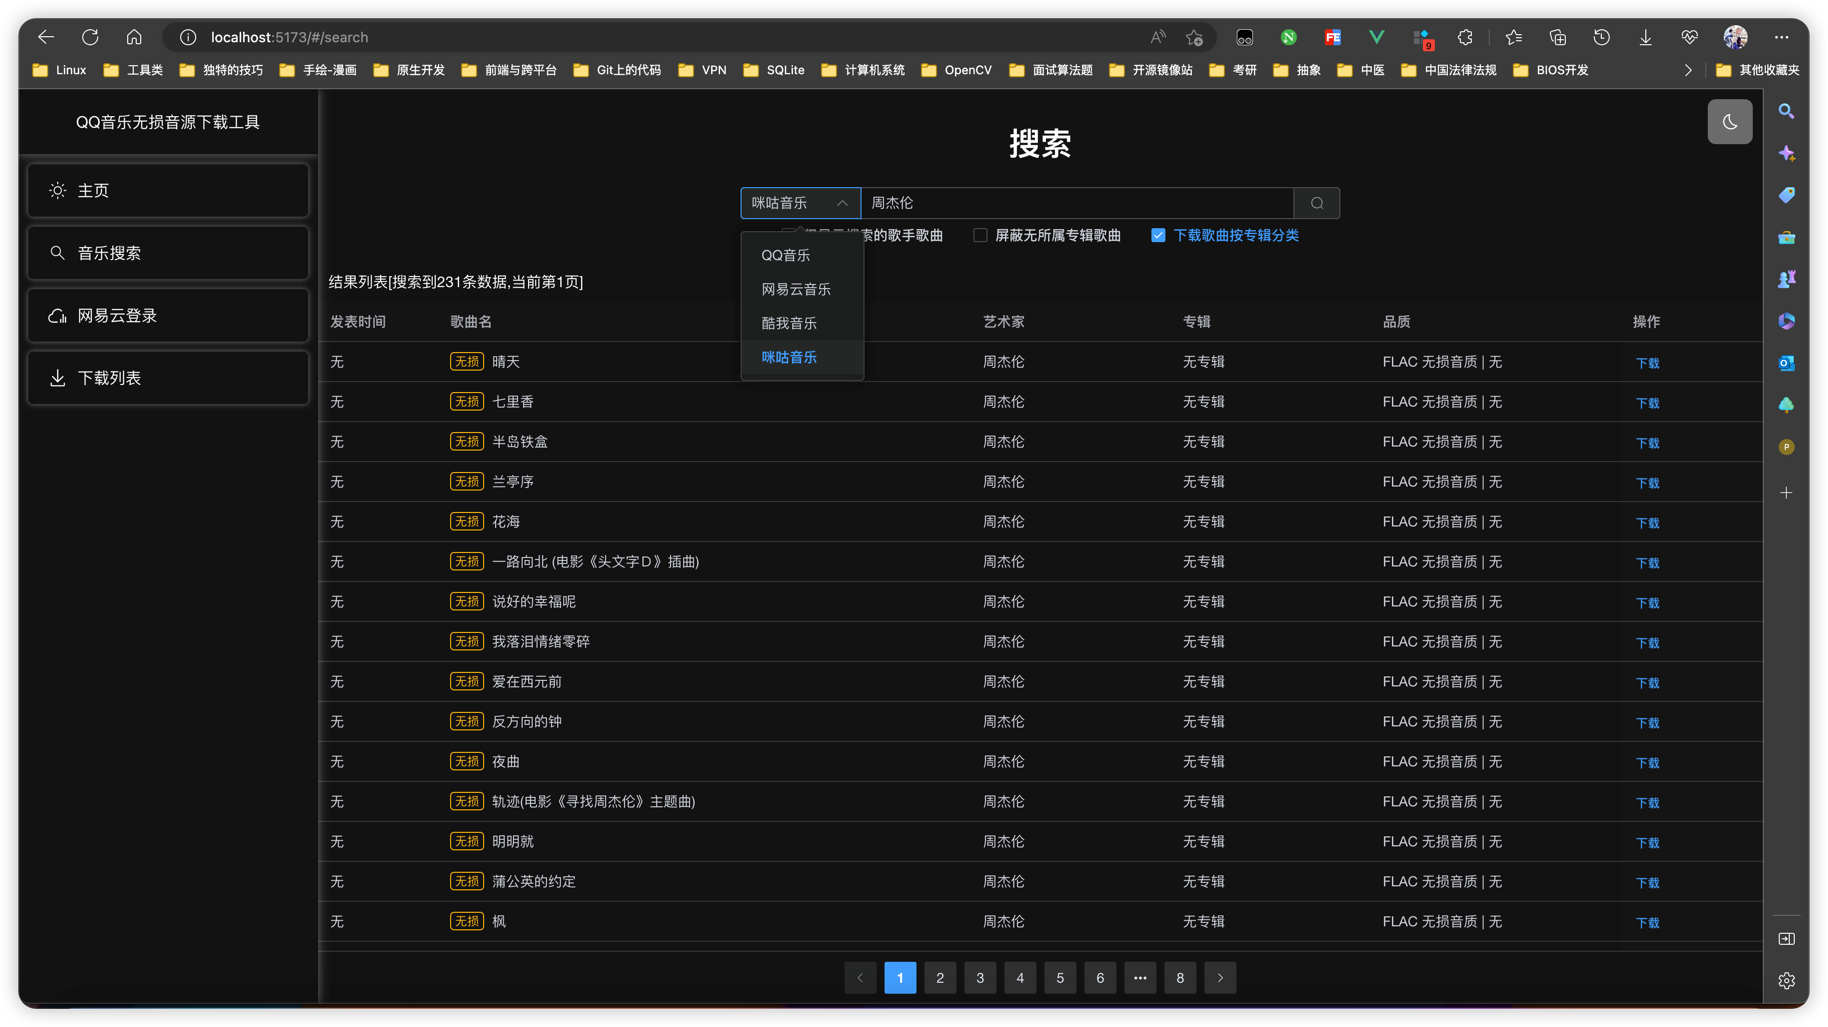 localhost:5173/#/search
9
Linux 工具类 独特的技巧 手绘-漫画 原生开发 前端与跨平台 Git上的代码 VPN SQLite 计算机系统 OpenCV 面试算法题 开源镜像站 考研 抽象 中医 中国法律法规 BIOS开发 其他收藏夹
QQ音乐无损音源下载工具
主页
音乐搜索
网易云登录
下载列表
搜索
咪咕音乐 周杰伦
搜索的歌手歌曲 屏蔽无所属专辑歌曲 下载歌曲按专辑分类
QQ音乐
网易云音乐
酷我音乐
咪咕音乐
结果列表[搜索到231条数据,当前第1页]
发表时间 歌曲名 艺术家 专辑 品质 操作
无 无损 晴天 周杰伦 无专辑 FLAC 无损音质 | 无 下载
无 无损 七里香 周杰伦 无专辑 FLAC 无损音质 | 无 下载
无 无损 半岛铁盒 周杰伦 无专辑 FLAC 无损音质 | 无 下载
无 无损 兰亭序 周杰伦 无专辑 FLAC 无损音质 | 无 下载
无 无损 花海 周杰伦 无专辑 FLAC 无损音质 | 无 下载
无 无损 一路向北 (电影《头文字Ｄ》插曲) 周杰伦 无专辑 FLAC 无损音质 | 无 下载
无 无损 说好的幸福呢 周杰伦 无专辑 FLAC 无损音质 | 无 下载
无 无损 我落泪情绪零碎 周杰伦 无专辑 FLAC 无损音质 | 无 下载
无 无损 爱在西元前 周杰伦 无专辑 FLAC 无损音质 | 无 下载
无 无损 反方向的钟 周杰伦 无专辑 FLAC 无损音质 | 无 下载
无 无损 夜曲 周杰伦 无专辑 FLAC 无损音质 | 无 下载
无 无损 轨迹(电影《寻找周杰伦》主题曲) 周杰伦 无专辑 FLAC 无损音质 | 无 下载
无 无损 明明就 周杰伦 无专辑 FLAC 无损音质 | 无 下载
无 无损 蒲公英的约定 周杰伦 无专辑 FLAC 无损音质 | 无 下载
无 无损 枫 周杰伦 无专辑 FLAC 无损音质 | 无 下载
1 2 3 4 5 6 ••• 8